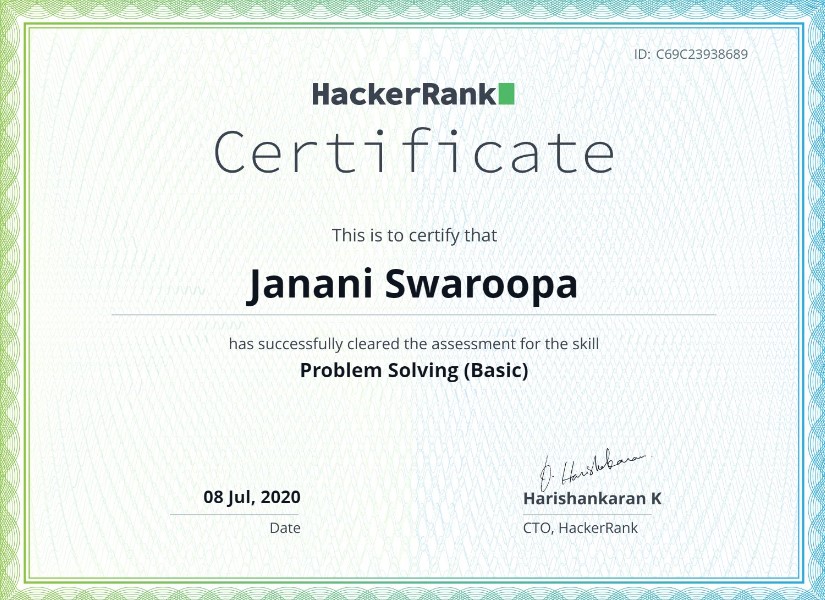 ID: C69C23938689
HackerRank
Certificate
This is to certify that
Janani Swaroopa
has successfully cleared the assessment for the skill
Problem Solving (Basic)
08 Jul, 2020
Date
Harishankaran K
CTO, HackerRank